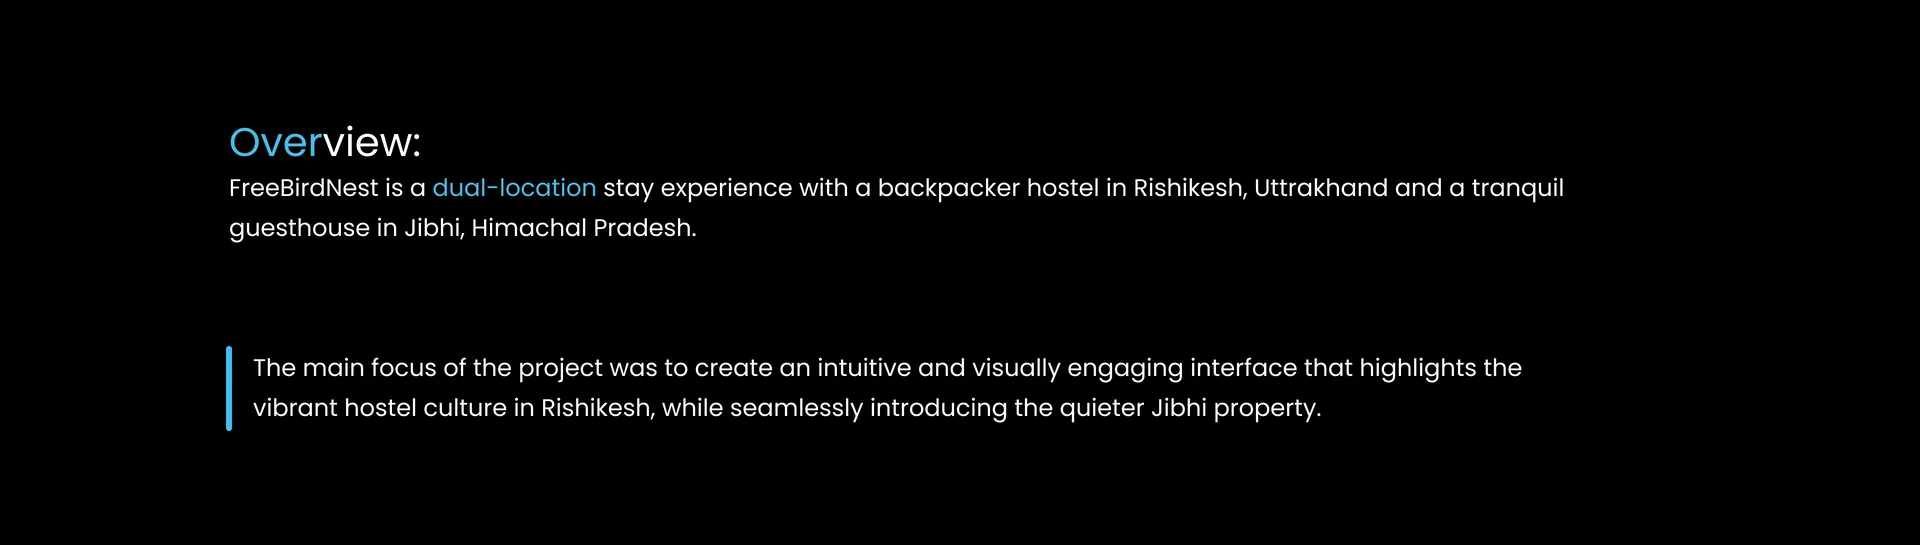 Overview:
FreeBirdNest is a dual-location stay experience with a backpacker hostel in Rishikesh, Uttrakhand and a tranquil
guesthouse in Jibhi, Himachal Pradesh.
The main focus of the project was to create an intuitive and visually engaging interface that highlights the
vibrant hostel culture in Rishikesh, while seamlessly introducing the quieter Jibhi property.